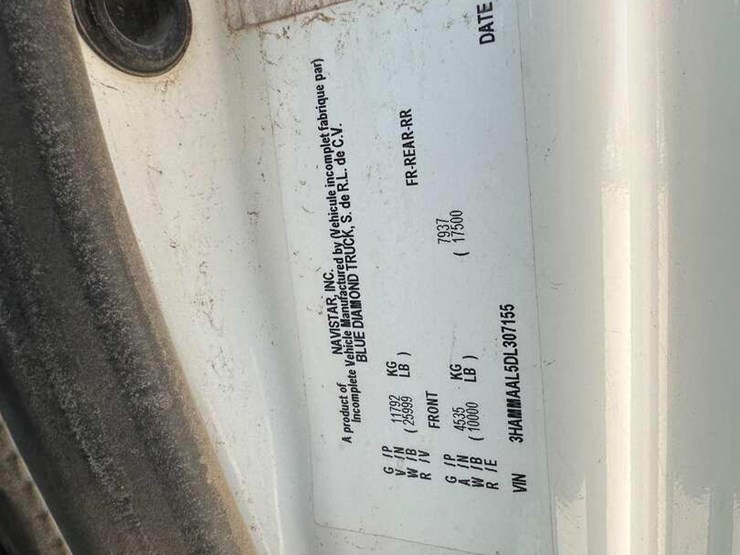 A product of NAVISTAR, INC.
Incomplete Vehicle Manufactured by (Vehicule incomplet fabrique par)
BLUE DIAMOND TRUCK, S. de R.L. de C.V.
G /P
V /N 11792 KG
W /B ( 25999 LB )
R /V
FRONT FR-REAR-RR
G /P
A /N 4535 KG 7937
W /B ( 10000 LB ) ( 17500
R /E
VIN 3HAMMAAL5DL307155 DATE